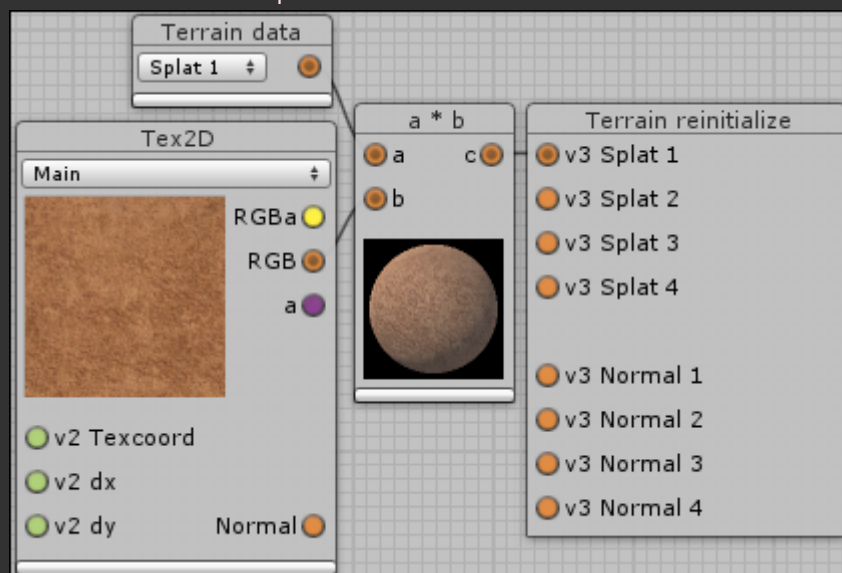 Terrain data
Splat 1
Tex2D
Main
RGBa
RGB
a
v2 Texcoord
v2 dx
v2 dy
Normal
a * b
a
c
b
Terrain reinitialize
v3 Splat 1
v3 Splat 2
v3 Splat 3
v3 Splat 4
v3 Normal 1
v3 Normal 2
v3 Normal 3
v3 Normal 4